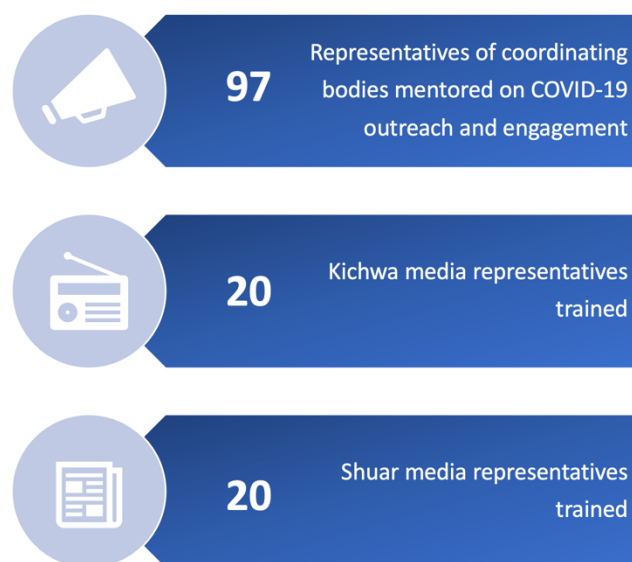 97
Representatives of coordinating
bodies mentored on COVID-19
outreach and engagement
20
Kichwa media representatives
trained
20
Shuar media representatives
trained